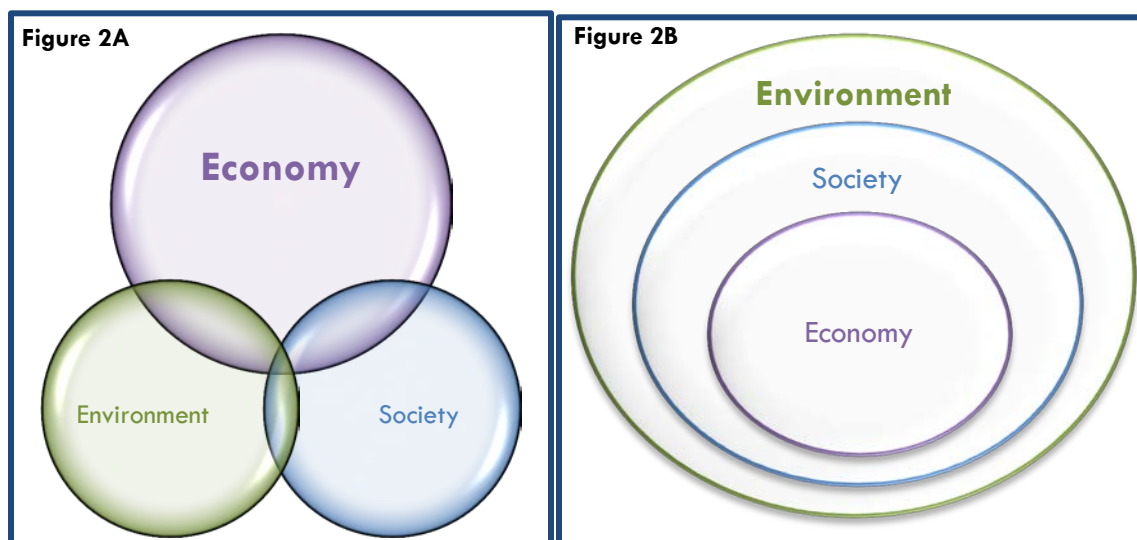 Figure 2A
Economy
Environment
Society
Figure 2B
Environment
Society
Economy